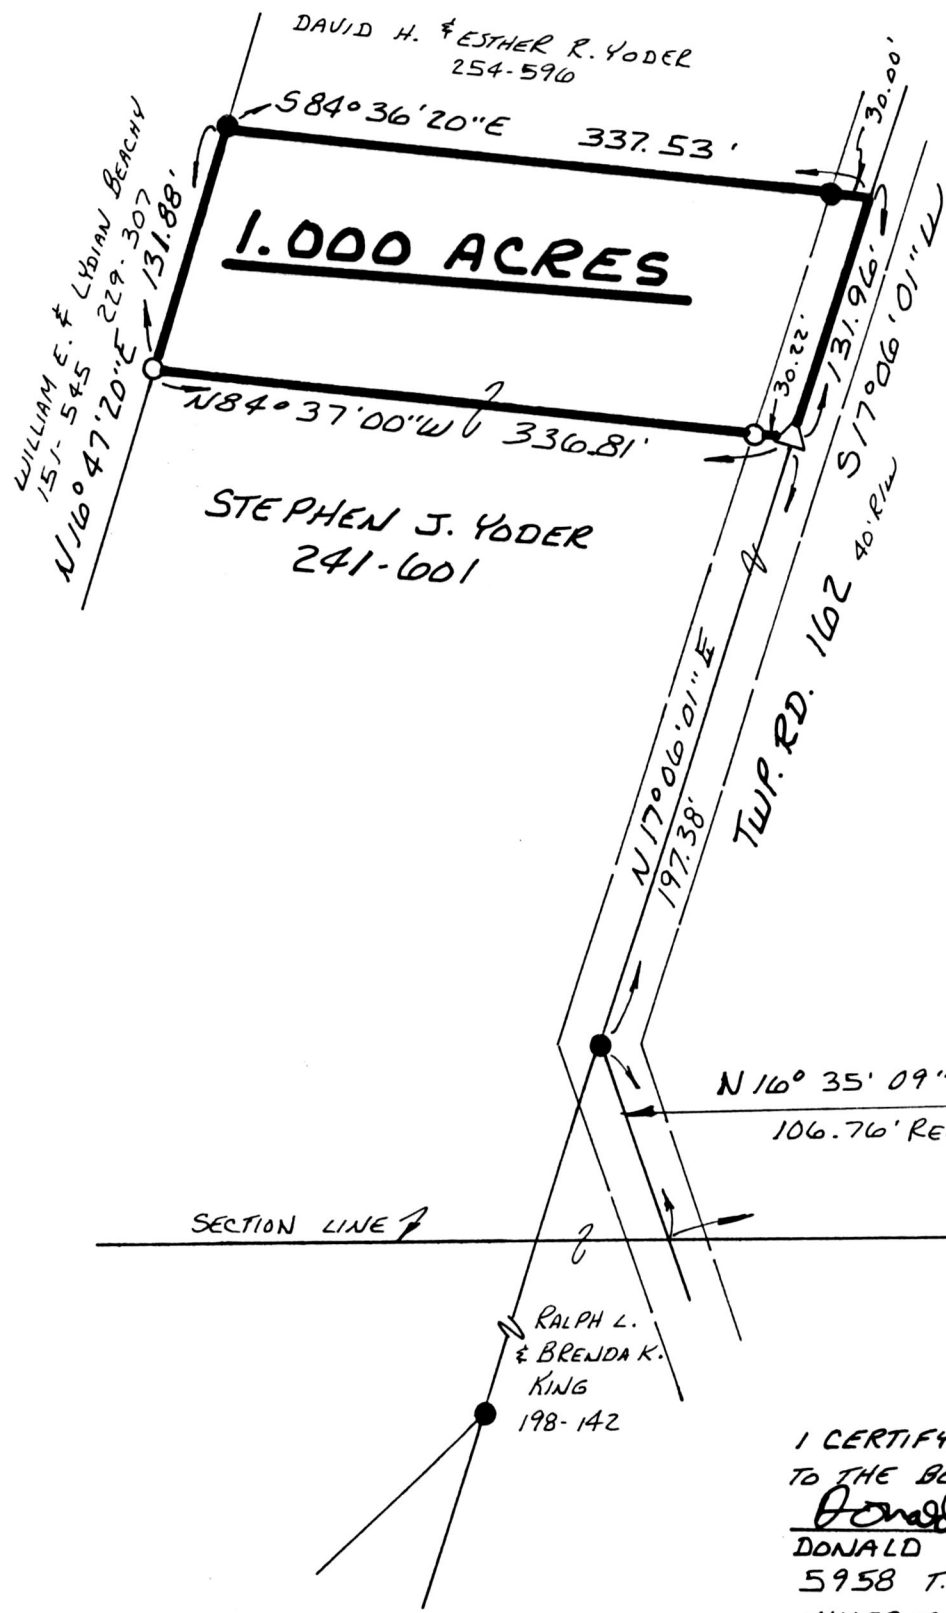 DAVID H. & ESTHER R. YODER
254-596
30.00'
S84°36'20"E 337.53'
WILLIAM E. & LYDIAN BEACHY
151-545 229-307
N16°47'20"E 131.88'
1.000 ACRES
30.22'
131.96'
S17°06'01"W
N84°37'00"W 336.81'
STEPHEN J. YODER
241-601
TWP. RD. 162 40' R/W
N17°06'01"E
197.38'
N16° 35' 09"
106.76' RE
SECTION LINE
RALPH L.
& BRENDA K.
KING
198-142
I CERTIFY
TO THE BO
Donald
DONALD
5958 T.